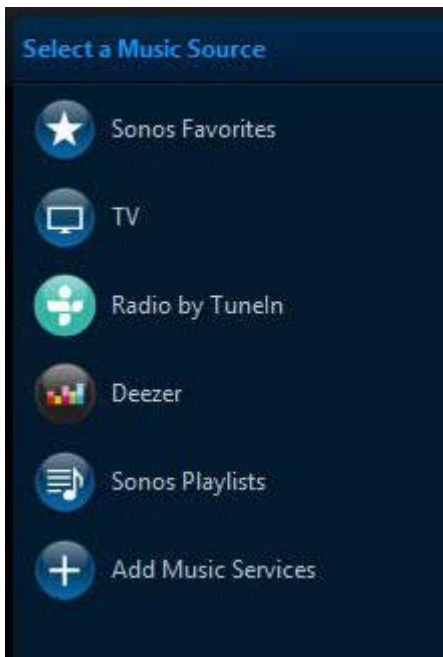 Select a Music Source
Sonos Favorites
TV
Radio by TuneIn
Deezer
Sonos Playlists
Add Music Services